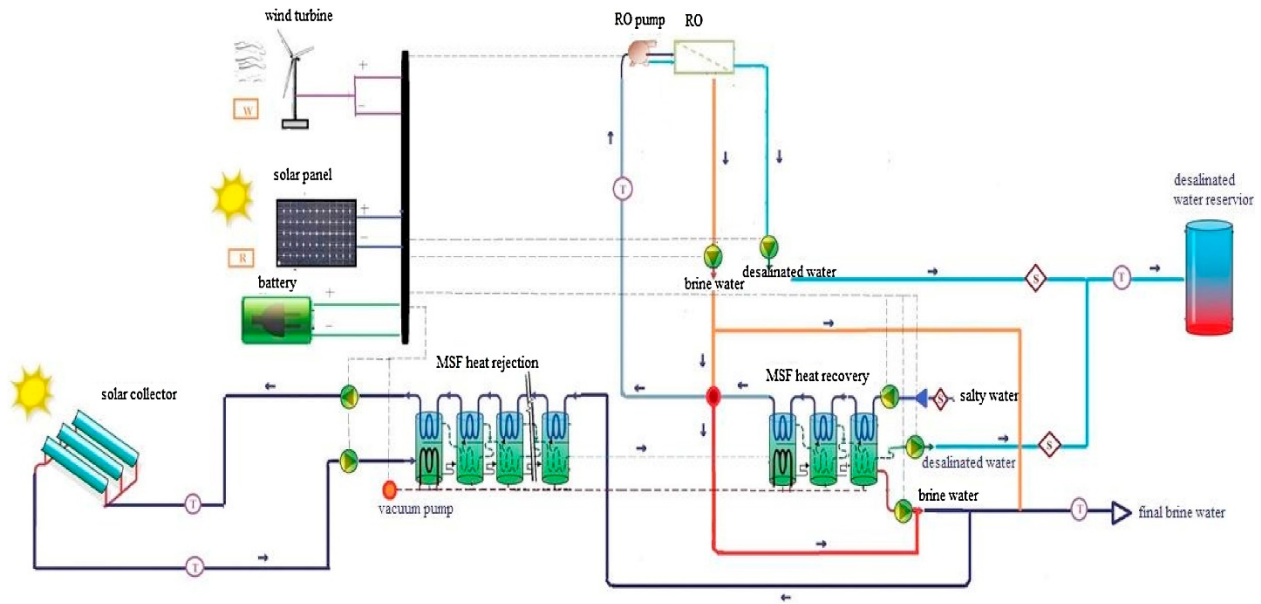 wind turbine
RO pump
RO
+
−
W
solar panel
+
−
R
T
desalinated
water reservior
battery
+
−
brine water
desalinated water
S
T
MSF heat rejection
MSF heat recovery
solar collector
salty water
S
desalinated water
S
vacuum pump
brine water
T
T
final brine water
T